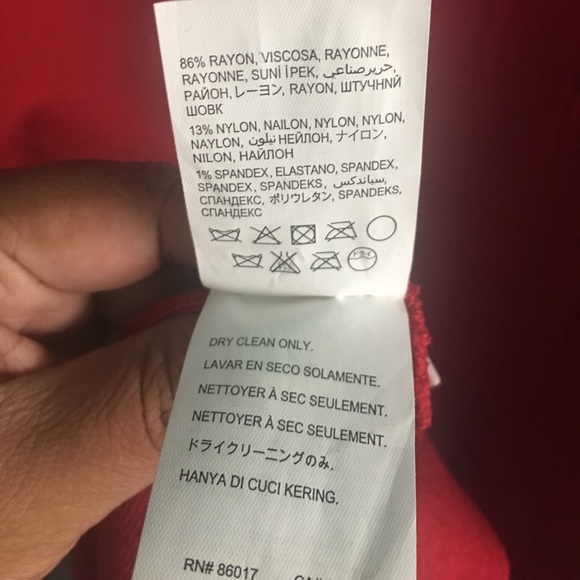 86% RAYON, VISCOSA, RAYONNE,
RAYONNE, SUNİ İPEK, حريرصناعي,
РАЙОН, レーヨン, RAYON, ШТУЧНИЙ
ШОВК
13% NYLON, NAILON, NYLON, NYLON,
NAYLON, نيلون НЕЙЛОН, ナイロン,
NILON, НАЙЛОН
1% SPANDEX, ELASTANO, SPANDEX,
SPANDEX, SPANDEKS, سباندكس,
СПАНДЕКС, ポリウレタン, SPANDEKS,
СПАНДЕКС
DRY CLEAN ONLY.
LAVAR EN SECO SOLAMENTE.
NETTOYER À SEC SEULEMENT.
NETTOYER À SEC SEULEMENT.
ドライクリーニングのみ.
HANYA DI CUCI KERING.
RN# 86017